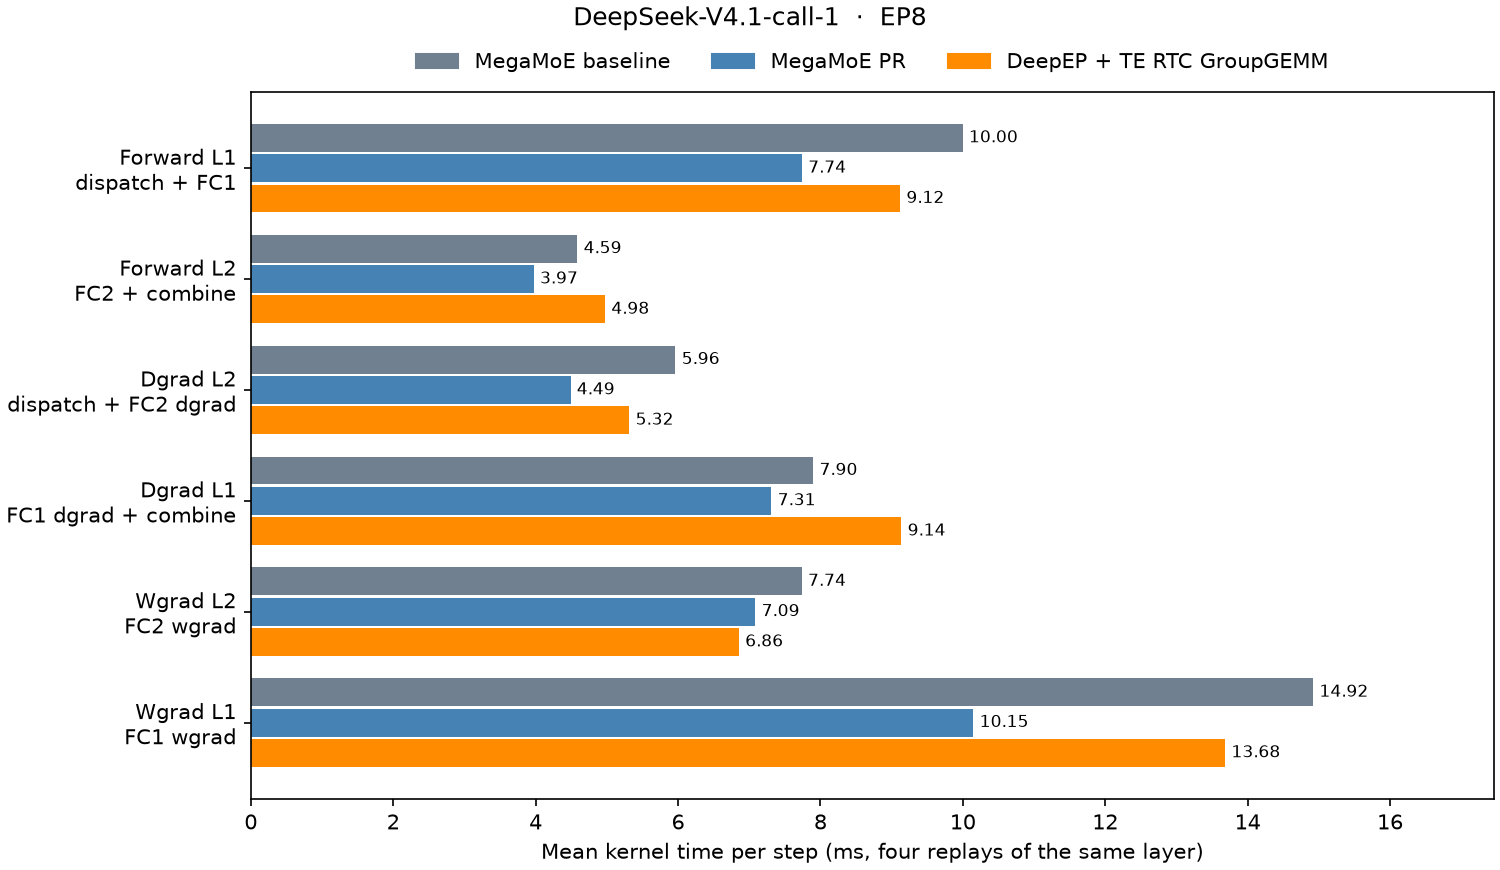 DeepSeek-V4.1-call-1 · EP8
MegaMoE baseline
MegaMoE PR
DeepEP + TE RTC GroupGEMM
Forward L1
dispatch + FC1
10.00
7.74
9.12
Forward L2
FC2 + combine
4.59
3.97
4.98
Dgrad L2
dispatch + FC2 dgrad
5.96
4.49
5.32
Dgrad L1
FC1 dgrad + combine
7.90
7.31
9.14
Wgrad L2
FC2 wgrad
7.74
7.09
6.86
Wgrad L1
FC1 wgrad
14.92
10.15
13.68
0 2 4 6 8 10 12 14 16
Mean kernel time per step (ms, four replays of the same layer)